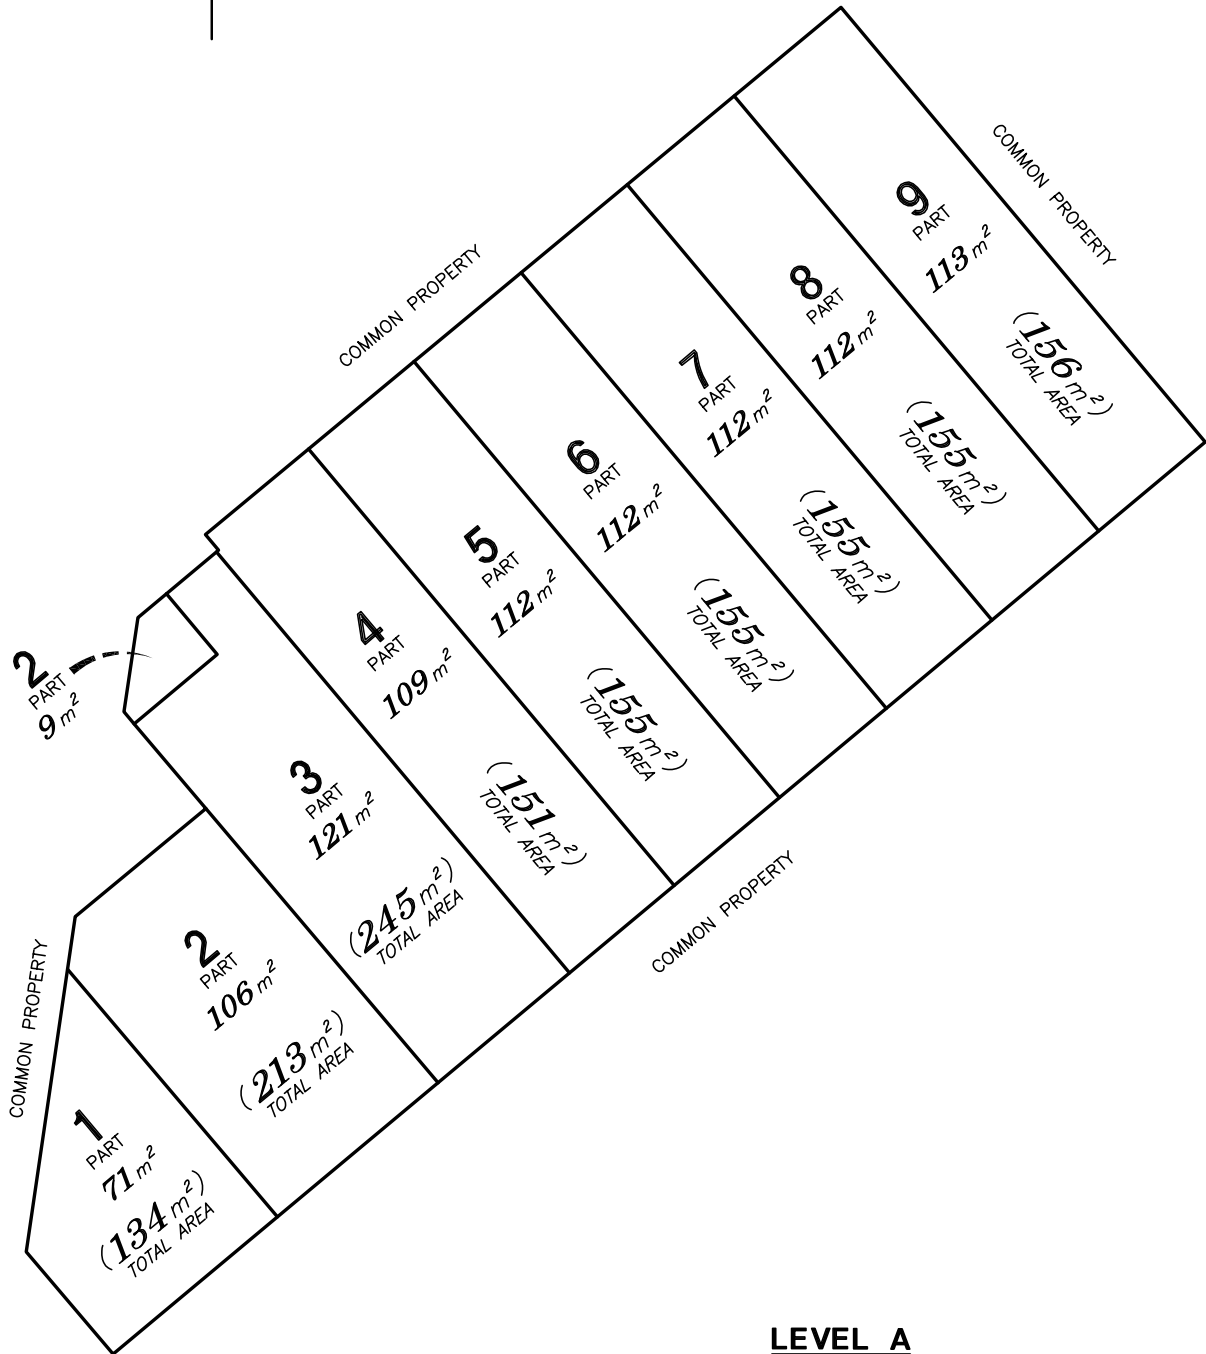 COMMON PROPERTY
9
PART
113 m²
(156 m²)
TOTAL AREA
8
PART
112 m²
(155 m²)
TOTAL AREA
COMMON PROPERTY
7
PART
112 m²
(155 m²)
TOTAL AREA
6
PART
112 m²
(155 m²)
TOTAL AREA
5
PART
112 m²
(155 m²)
TOTAL AREA
4
PART
109 m²
(151 m²)
TOTAL AREA
2
PART
9 m²
3
PART
121 m²
(245 m²)
TOTAL AREA
COMMON PROPERTY
2
PART
106 m²
(213 m²)
TOTAL AREA
COMMON PROPERTY
1
PART
71 m²
(134 m²)
TOTAL AREA
LEVEL A